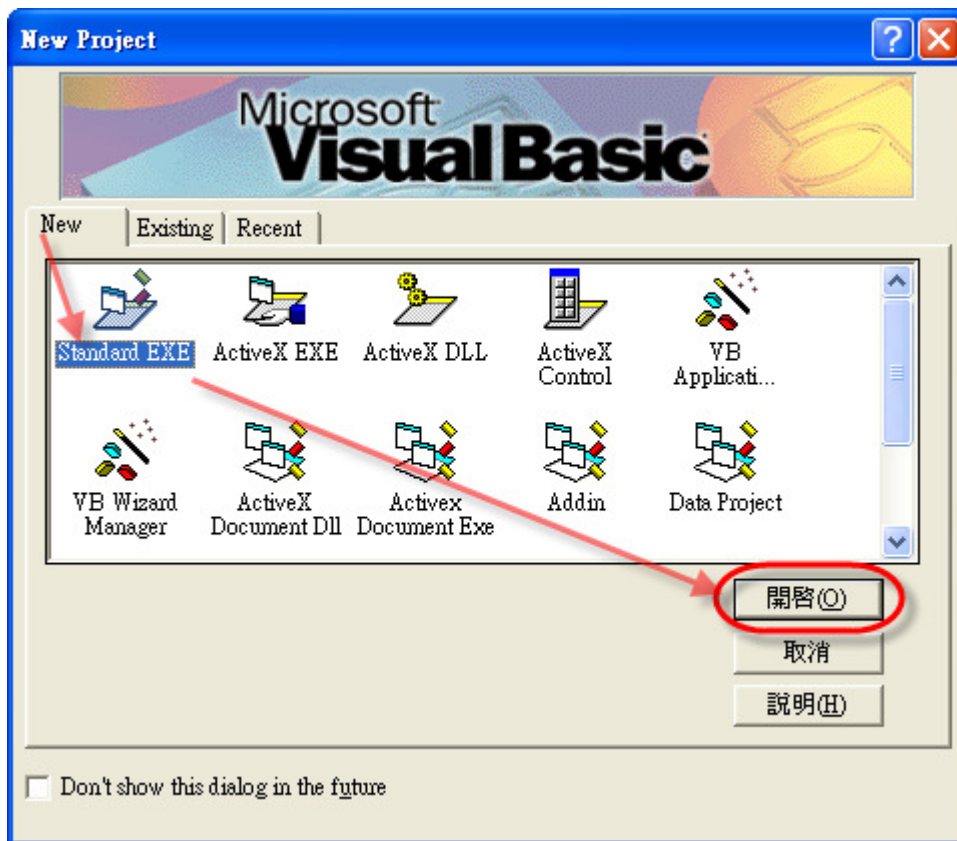 New Project
Microsoft
Visual Basic
New Existing Recent
Standard EXE ActiveX EXE ActiveX DLL ActiveX Control VB Applicati...
VB Wizard Manager ActiveX Document Dll Activex Document Exe Addin Data Project
開啓(O)
取消
說明(H)
Don't show this dialog in the future